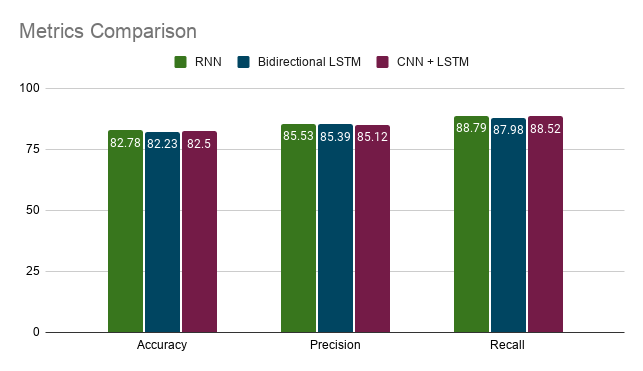 Metrics Comparison
RNN Bidirectional LSTM CNN + LSTM
100
75
50
25
0
82.78 82.23 82.5
85.53 85.39 85.12
88.79 87.98 88.52
Accuracy Precision Recall